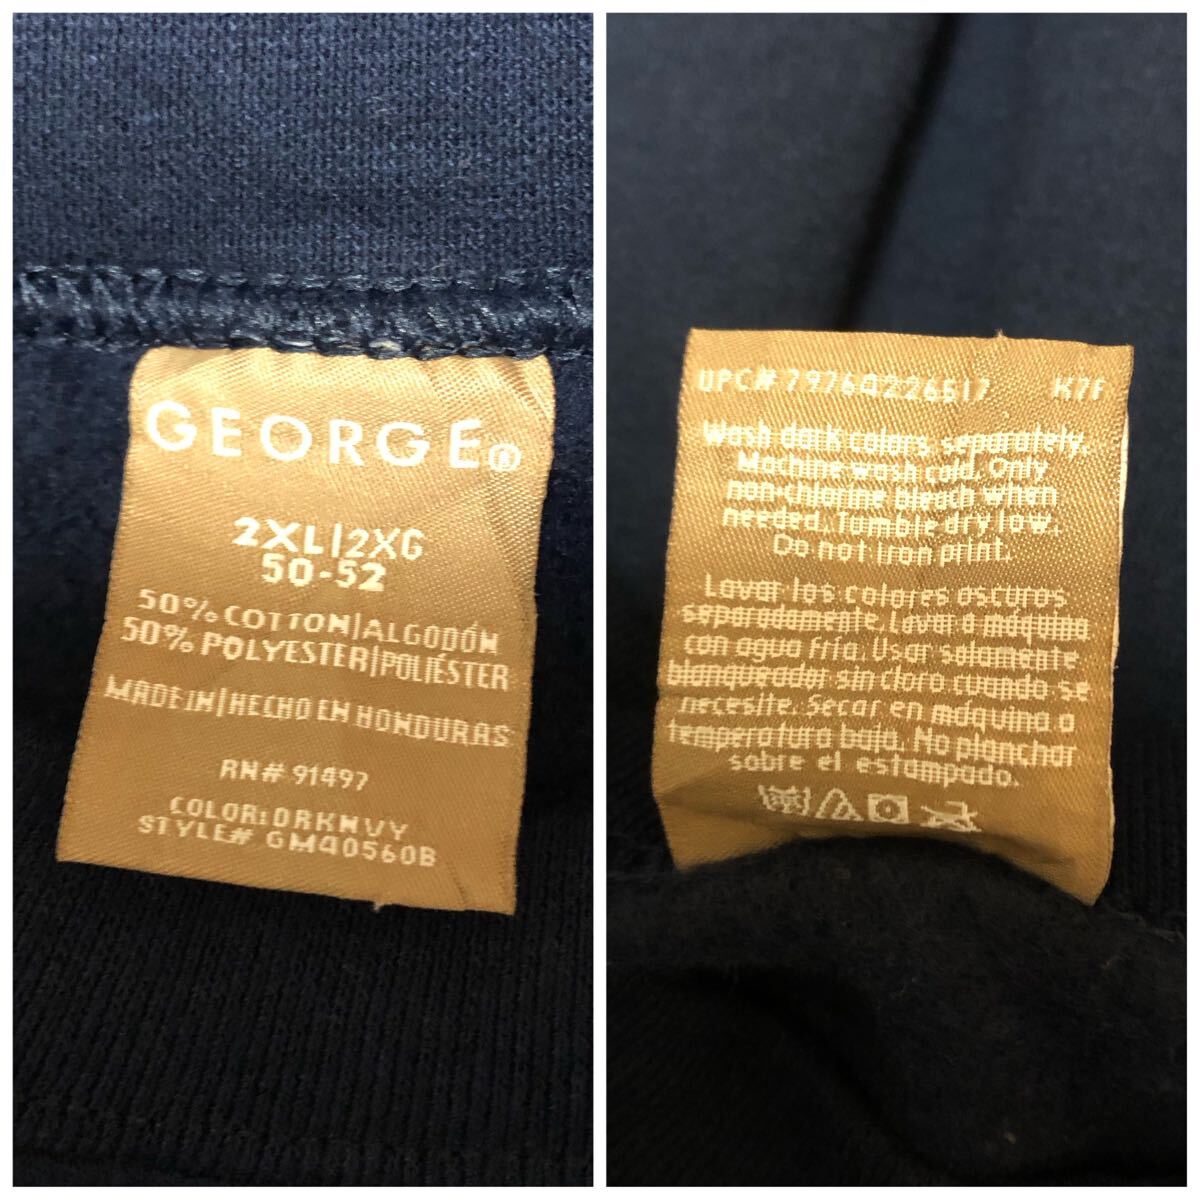 GEORGE®
2XL|2XG
50-52
50% COTTON|ALGODÓN
50% POLYESTER|POLIÉSTER
MADE IN|HECHO EN HONDURAS
RN# 91497
COLOR:DRKNVY
STYLE# GM40560B
UPC# 797642226517 K7F
Wash dark colors separately.
Machine wash cold. Only
non-chlorine bleach when
needed. Tumble dry low.
Do not iron print.
Lavar los colores oscuros
separadamente. Lavar a máquina
con agua fría. Usar solamente
blanqueador sin cloro cuando se
necesite. Secar en máquina a
temperatura baja. No planchar
sobre el estampado.